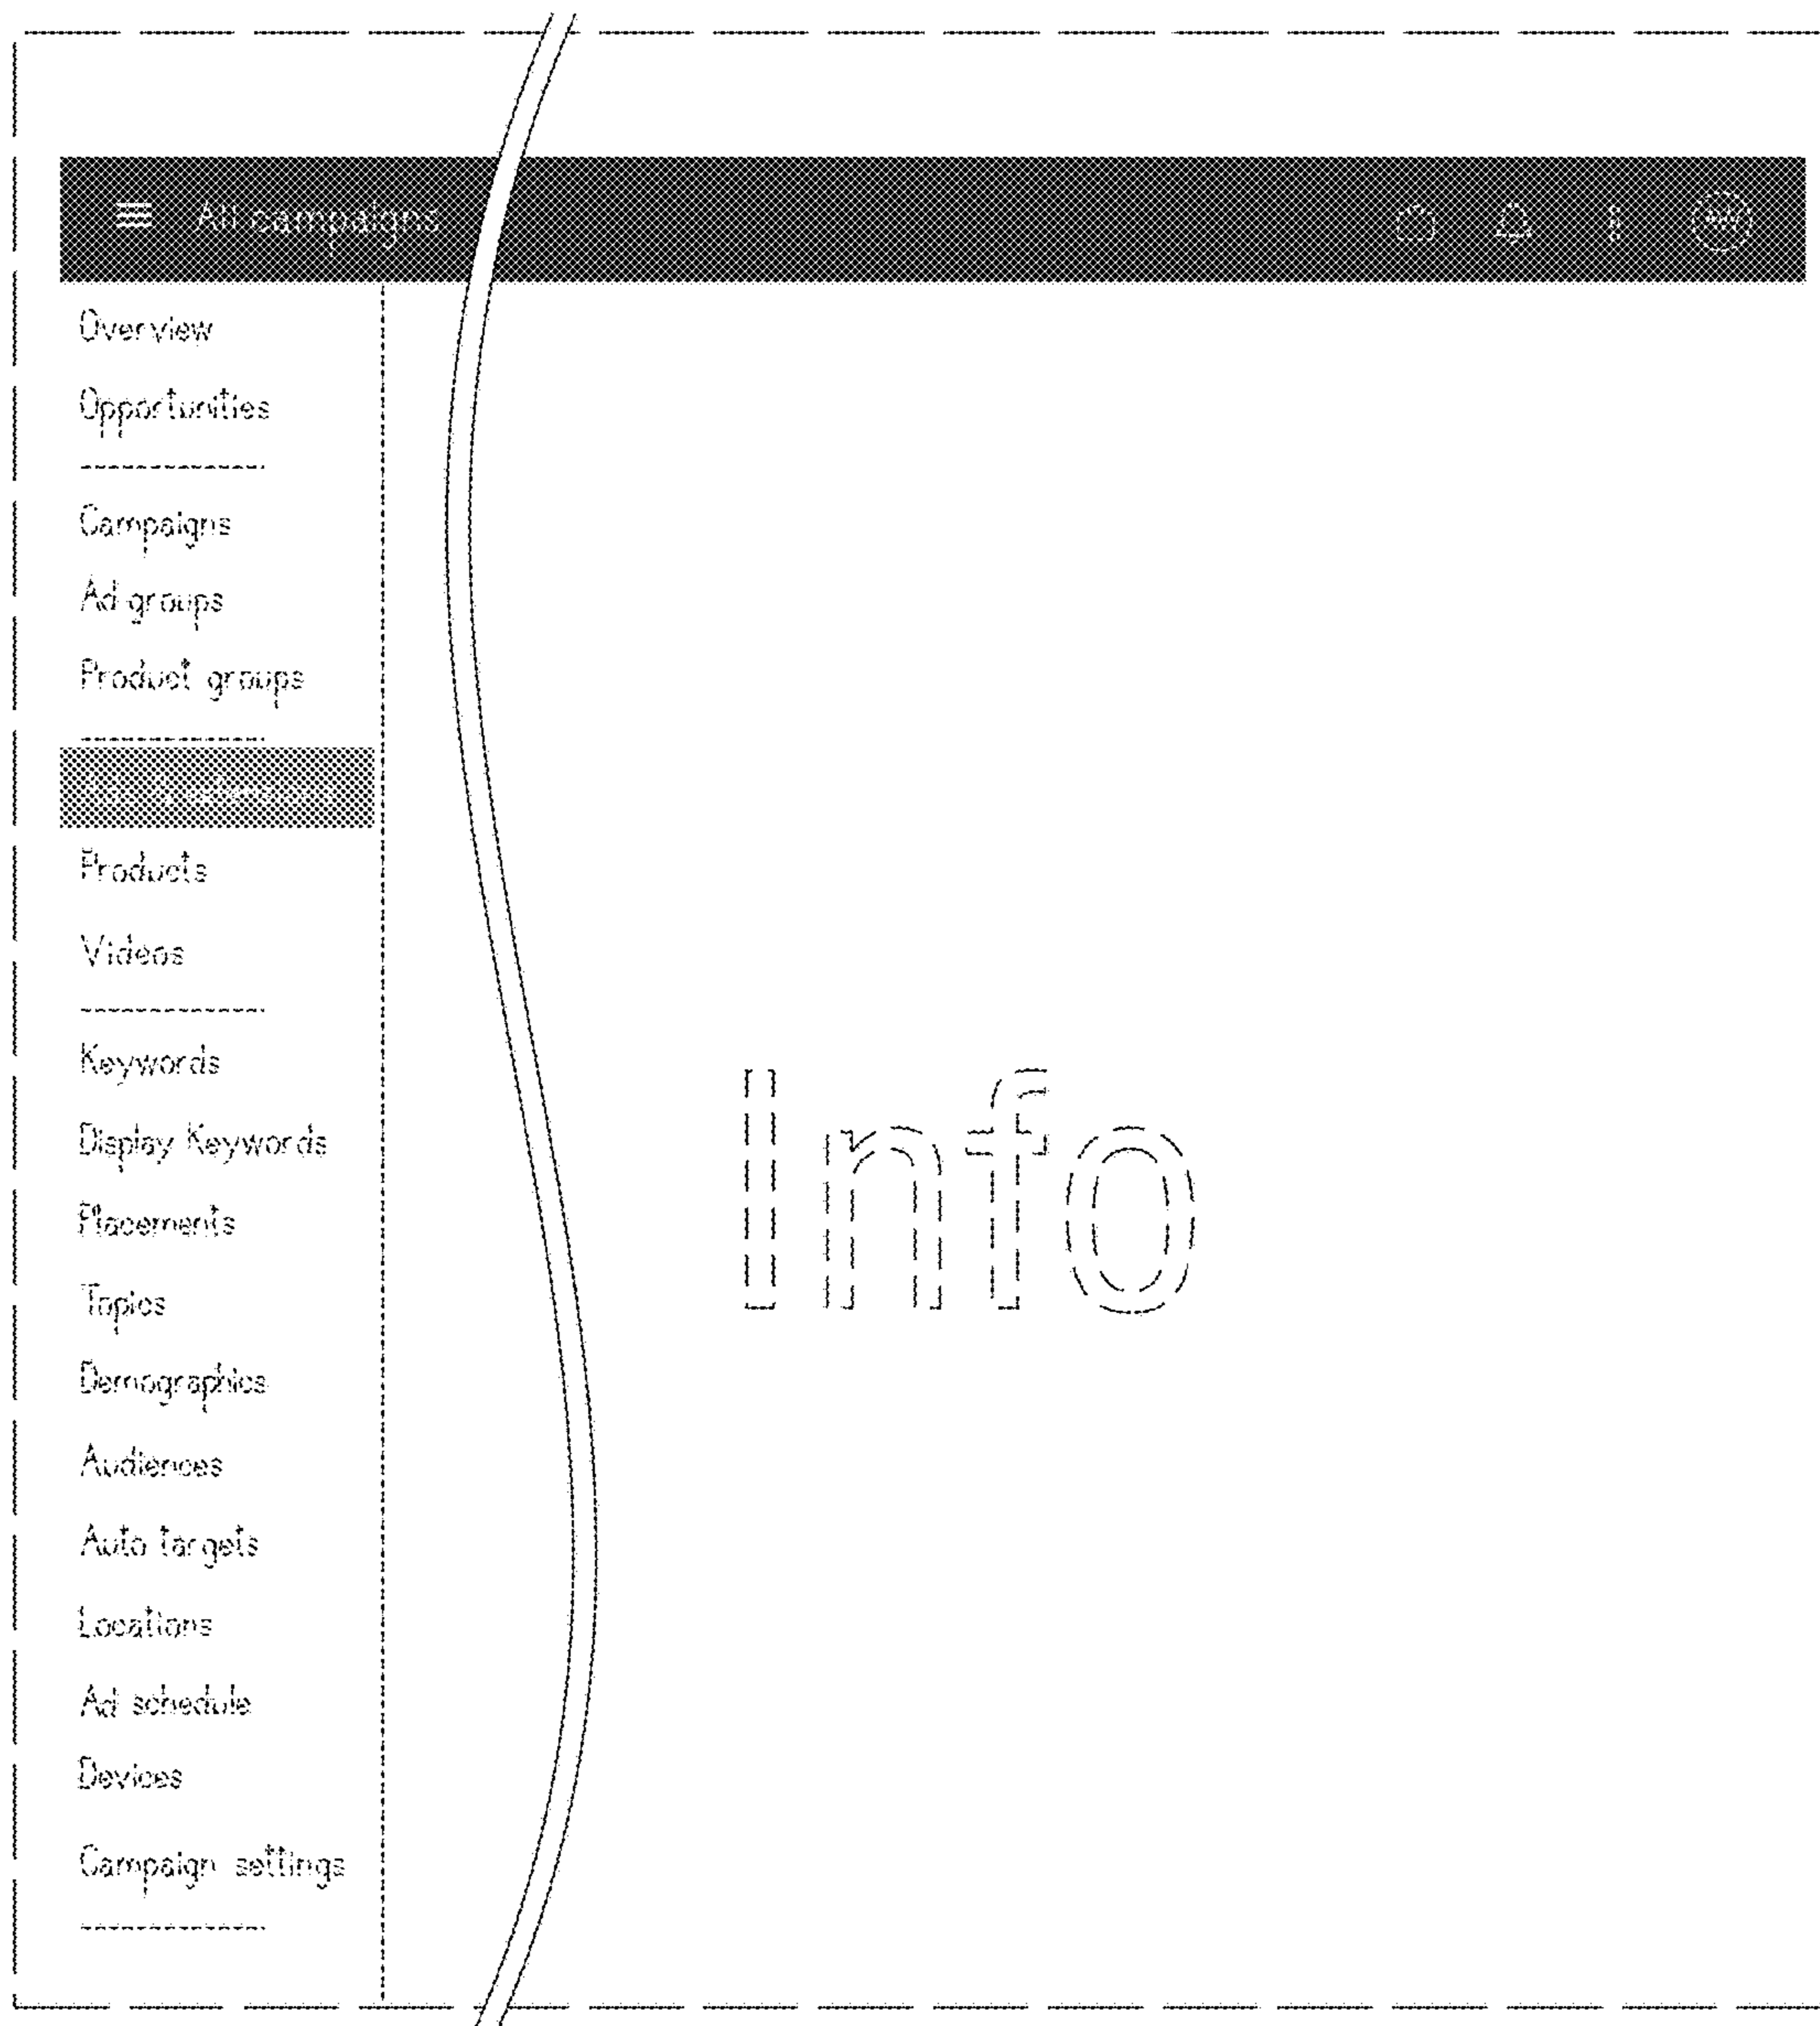 All campaigns
Overview
Opportunities
Campaigns
Ad groups
Product groups
Products
Videos
Keywords
Display Keywords
Placements
Topics
Demographics
Audiences
Auto targets
Locations
Ad schedule
Devices
Campaign settings
Info